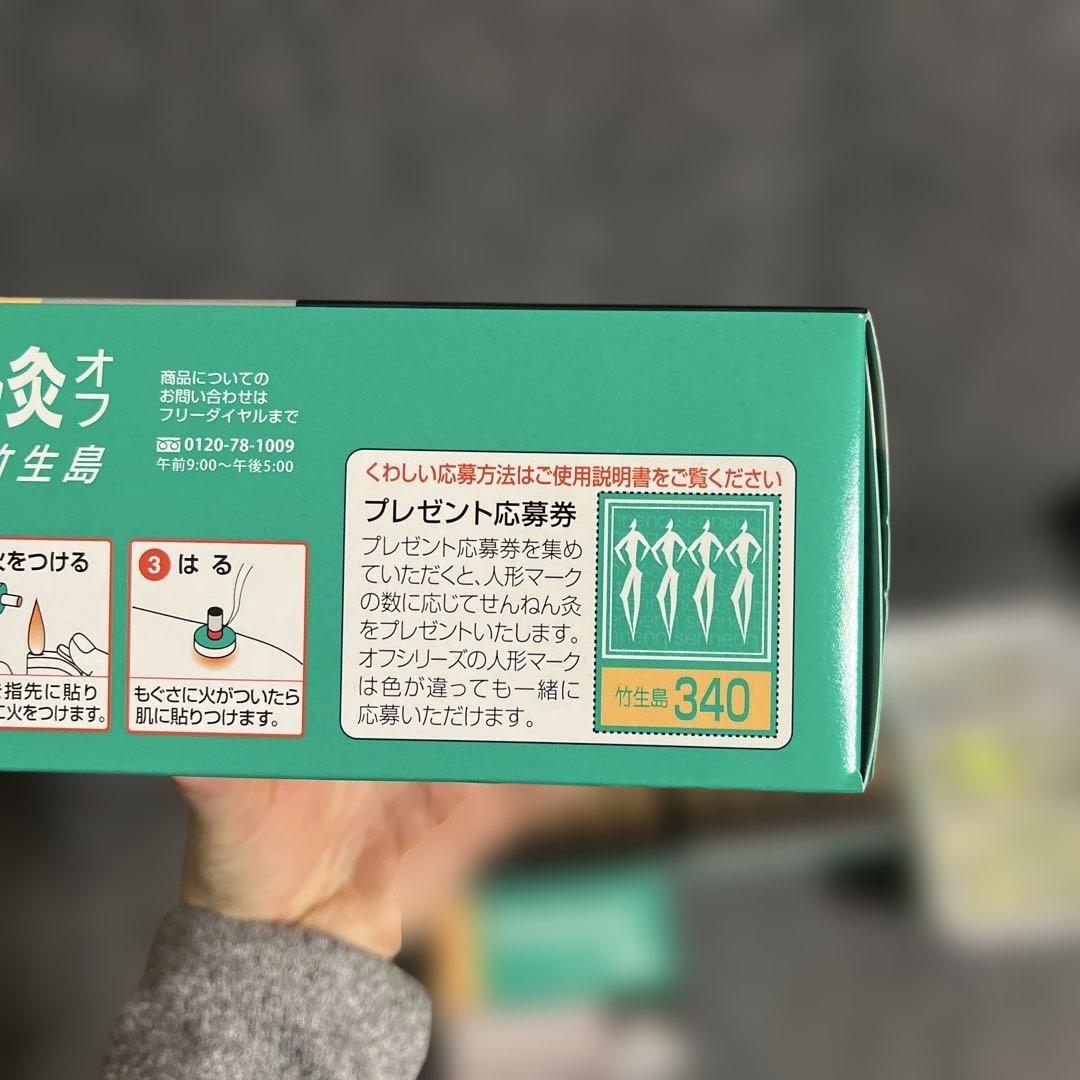 灸
オフ
竹生島
商品についての
お問い合わせは
フリーダイヤルまで
0120-78-1009
午前9:00〜午後5:00
火をつける
指先に貼り
に火をつけます。
3 はる
もぐさに火がついたら
肌に貼りつけます。
くわしい応募方法はご使用説明書をご覧ください
プレゼント応募券
プレゼント応募券を集め
ていただくと、人形マーク
の数に応じてせんねん灸
をプレゼントいたします。
オフシリーズの人形マーク
は色が違っても一緒に
応募いただけます。
竹生島 340